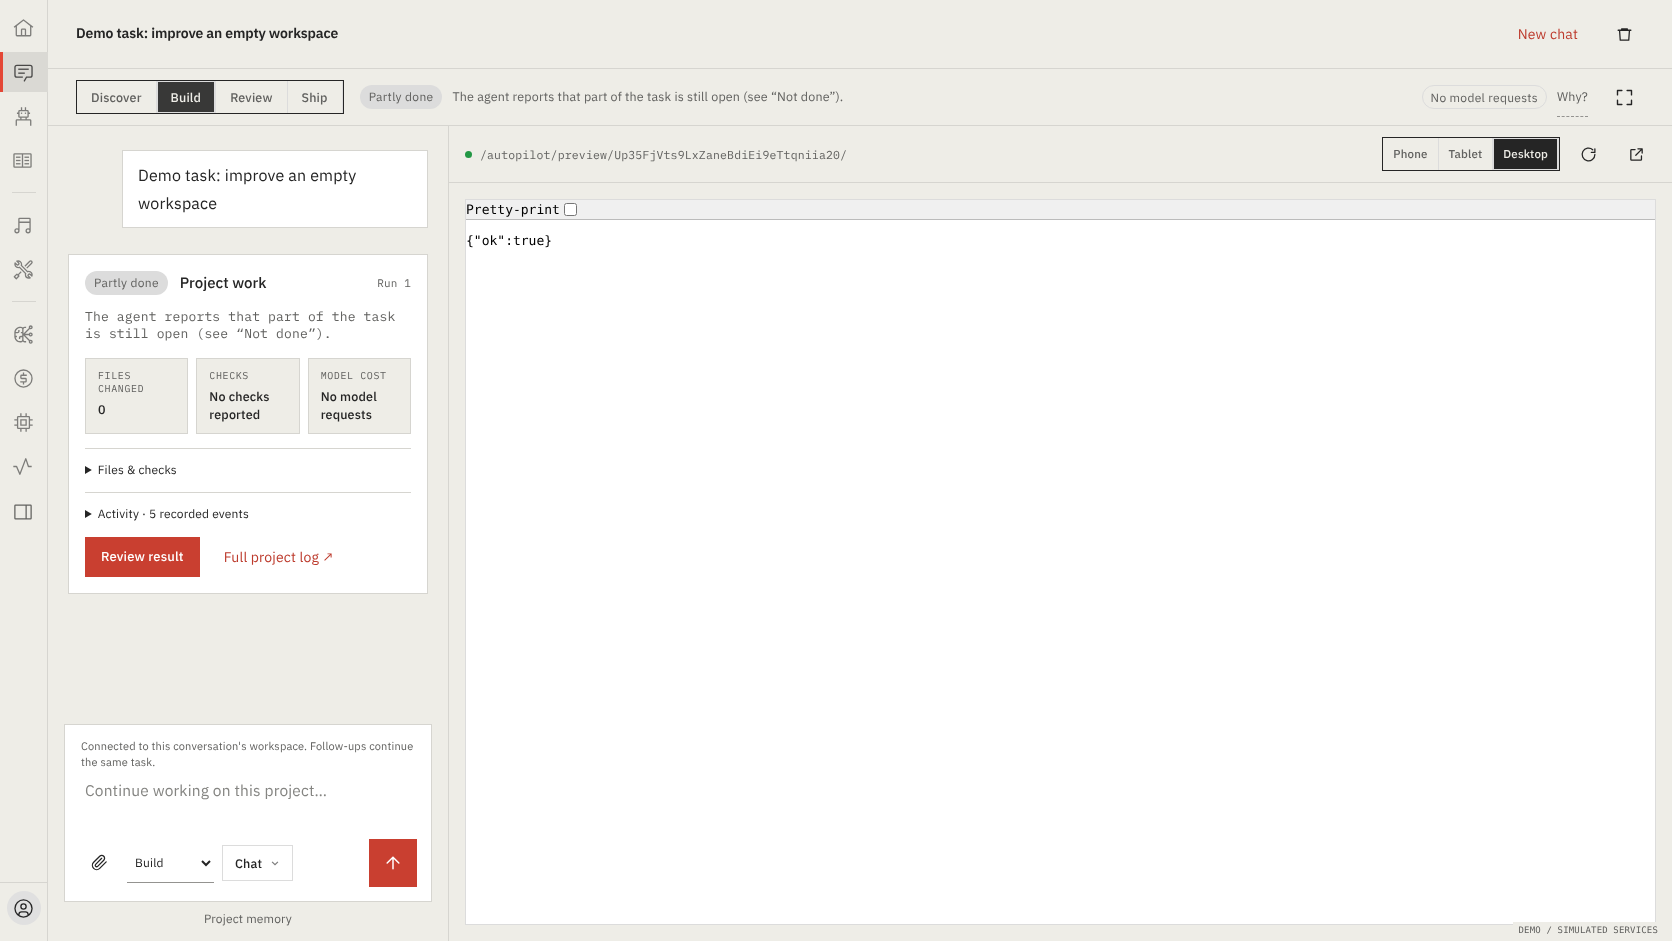 Demo task: improve an empty workspace
New chat
Discover
Build
Review
Ship
Partly done
The agent reports that part of the task is still open (see “Not done”).
No model requests
Why?
Demo task: improve an empty
workspace
Partly done
Project work
Run 1
The agent reports that part of the task
is still open (see “Not done”).
FILES
CHANGED
0
CHECKS
No checks
reported
MODEL COST
No model
requests
Files & checks
Activity · 5 recorded events
Review result
Full project log ↗
Connected to this conversation's workspace. Follow-ups continue
the same task.
Continue working on this project...
Build
Chat
Project memory
/autopilot/preview/Up35FjVts9LxZaneBdiEi9eTtqniia20/
Phone
Tablet
Desktop
Pretty-print
{"ok":true}
DEMO / SIMULATED SERVICES